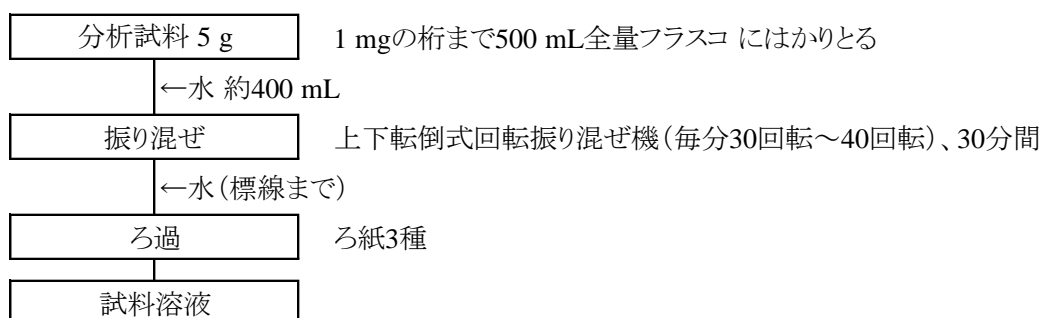 分析試料 5 g 1 mgの桁まで500 mL全量フラスコ にはかりとる
←水 約400 mL
振り混ぜ 上下転倒式回転振り混ぜ機（毎分30回転～40回転）、30分間
←水（標線まで）
ろ過 ろ紙3種
試料溶液